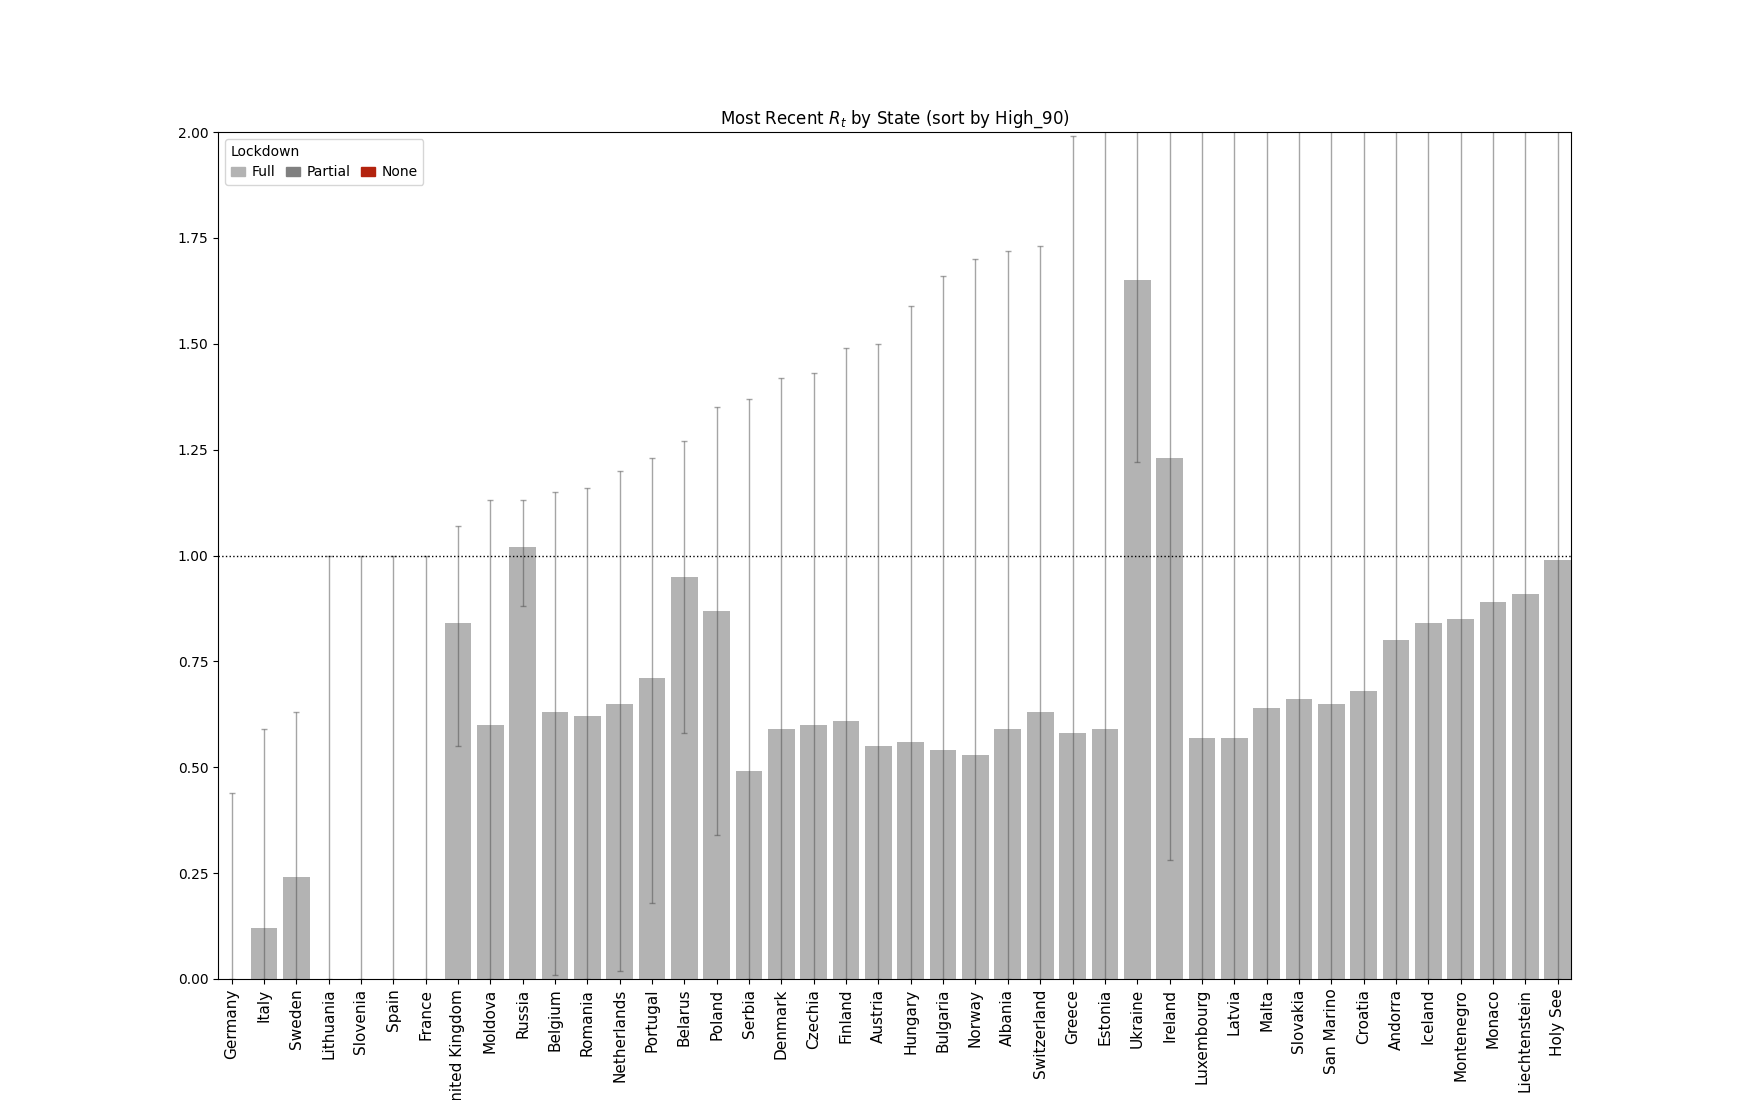 Most Recent R_t by State (sort by High_90)
Lockdown
Full Partial None
2.00
1.75
1.50
1.25
1.00
0.75
0.50
0.25
0.00
Germany
Italy
Sweden
Lithuania
Slovenia
Spain
France
nited Kingdom
Moldova
Russia
Belgium
Romania
Netherlands
Portugal
Belarus
Poland
Serbia
Denmark
Czechia
Finland
Austria
Hungary
Bulgaria
Norway
Albania
Switzerland
Greece
Estonia
Ukraine
Ireland
Luxembourg
Latvia
Malta
Slovakia
San Marino
Croatia
Andorra
Iceland
Montenegro
Monaco
Liechtenstein
Holy See